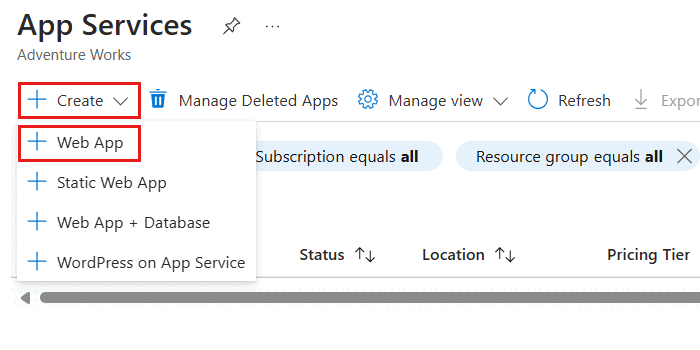 App Services
Adventure Works
Create Manage Deleted Apps Manage view Refresh
Web App Subscription equals all Resource group equals all
Static Web App
Web App + Database
Status Location Pricing Tier
WordPress on App Service